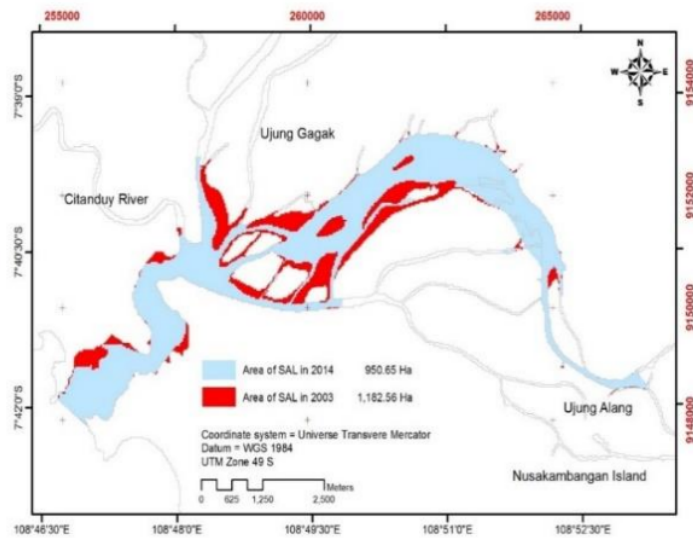 255000 260000 265000
N
W E
S
7°39'0"S
9154000
Ujung Gagak
Citanduy River
9152000
7°40'30"S
9150000
Area of SAL in 2014 950.65 Ha
Area of SAL in 2003 1,182.56 Ha
7°42'0"S
Ujung Alang
9148000
Coordinate system = Universe Transvere Mercator
Datum = WGS 1984
UTM Zone 49 S
Nusakambangan Island
Meters
0 625 1,250 2,500
108°46'30"E 108°48'0"E 108°49'30"E 108°51'0"E 108°52'30"E